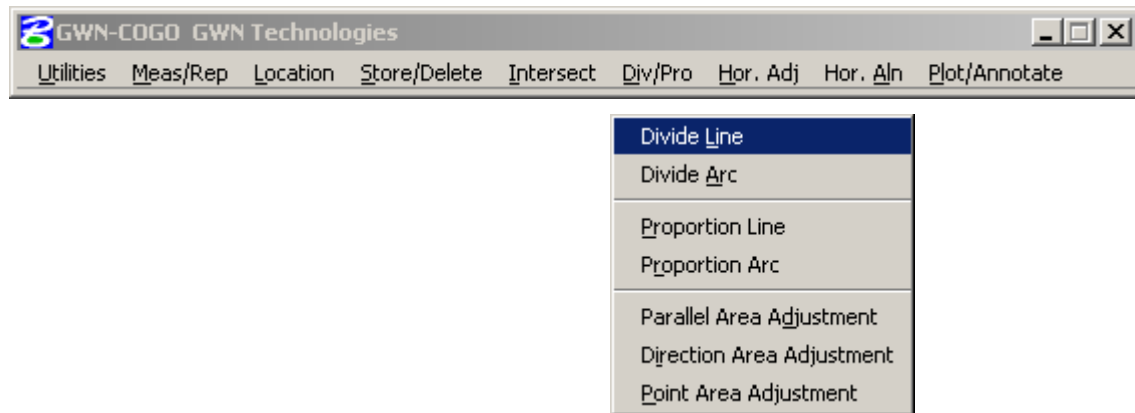 GWN-COGO GWN Technologies
Utilities Meas/Rep Location Store/Delete Intersect Div/Pro Hor. Adj Hor. Aln Plot/Annotate
Divide Line
Divide Arc
Proportion Line
Proportion Arc
Parallel Area Adjustment
Direction Area Adjustment
Point Area Adjustment